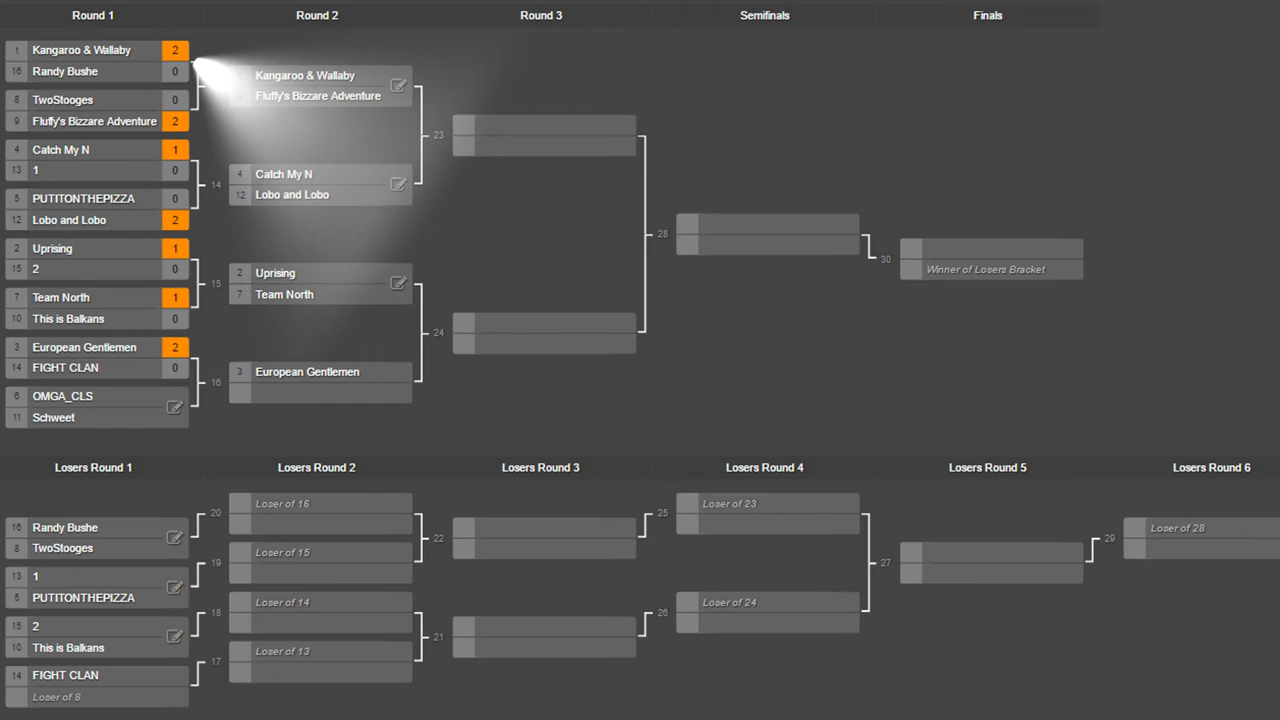 Round 1
Round 2
Round 3
Semifinals
Finals
1 Kangaroo & Wallaby 2
16 Randy Bushe 0
8 TwoStooges 0
9 Fluffy's Bizzare Adventure 2
4 Catch My N 1
13 1 0
5 PUTITONTHEPIZZA 0
12 Lobo and Lobo 2
2 Uprising 1
15 2 0
7 Team North 1
10 This is Balkans 0
3 European Gentlemen 2
14 FIGHT CLAN 0
6 OMGA_CLS
11 Schweet
Kangaroo & Wallaby
Fluffy's Bizzare Adventure
14
4 Catch My N
12 Lobo and Lobo
15
2 Uprising
7 Team North
16
3 European Gentlemen
23
24
28
30
Winner of Losers Bracket
Losers Round 1
Losers Round 2
Losers Round 3
Losers Round 4
Losers Round 5
Losers Round 6
16 Randy Bushe
8 TwoStooges
13 1
5 PUTITONTHEPIZZA
15 2
10 This is Balkans
14 FIGHT CLAN
Loser of 8
20
Loser of 16
19
Loser of 15
18
Loser of 14
17
Loser of 13
22
21
25
Loser of 23
26
Loser of 24
27
29
Loser of 28